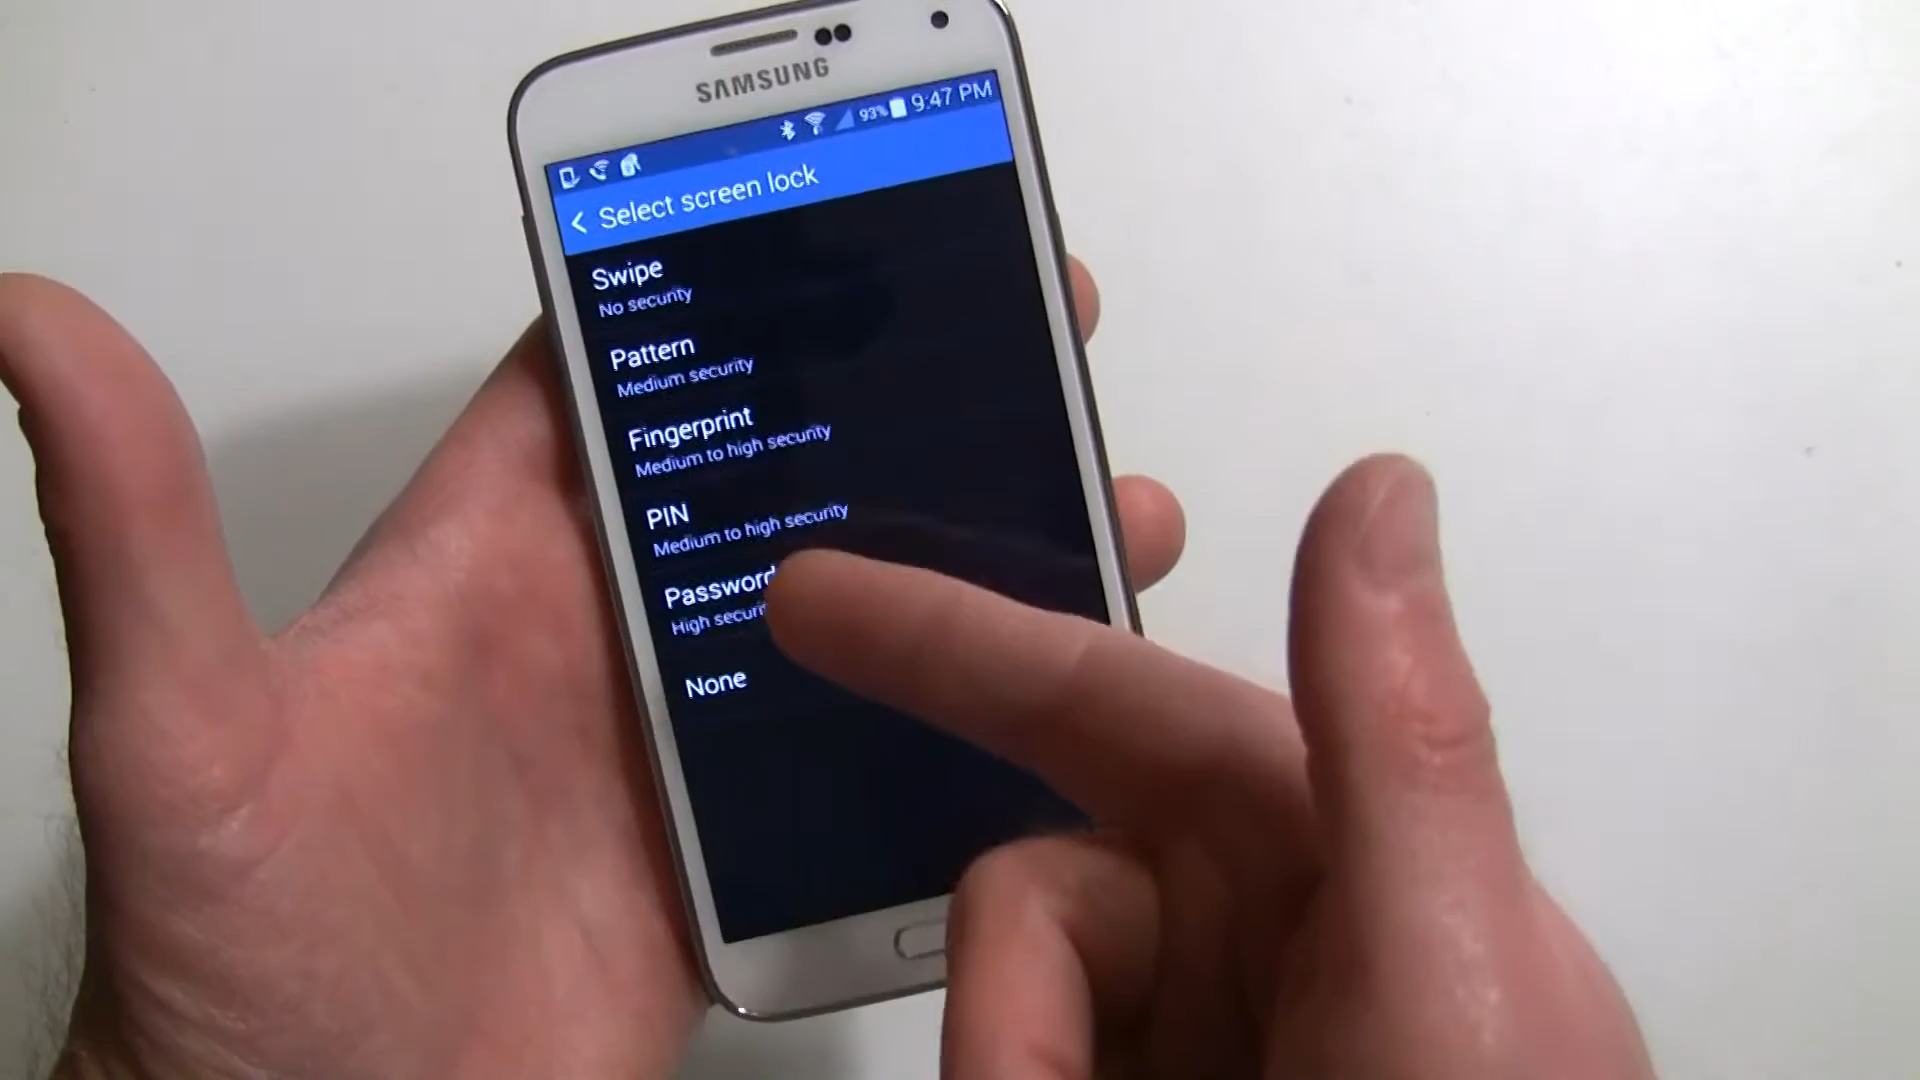 SAMSUNG
93% 9:47 PM
Select screen lock
Swipe
No security
Pattern
Medium security
Fingerprint
Medium to high security
PIN
Medium to high security
Password
High securi
None